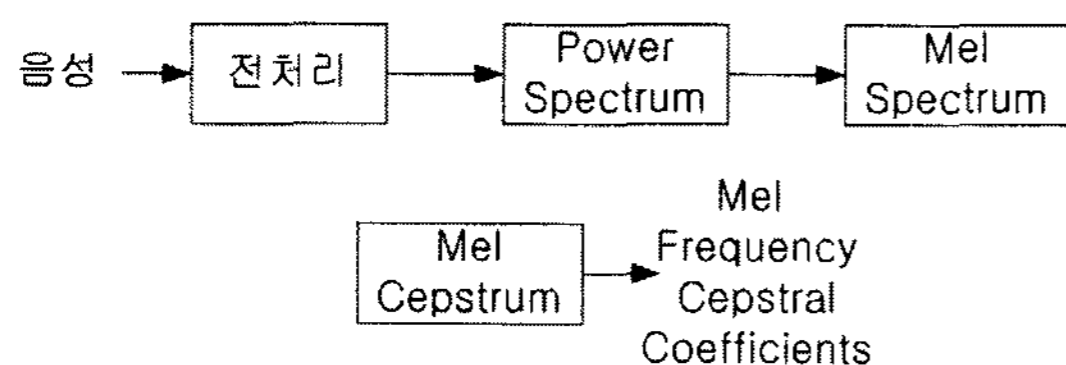 음성
전처리
Power
Spectrum
Mel
Spectrum
Mel
Cepstrum
Mel
Frequency
Cepstral
Coefficients